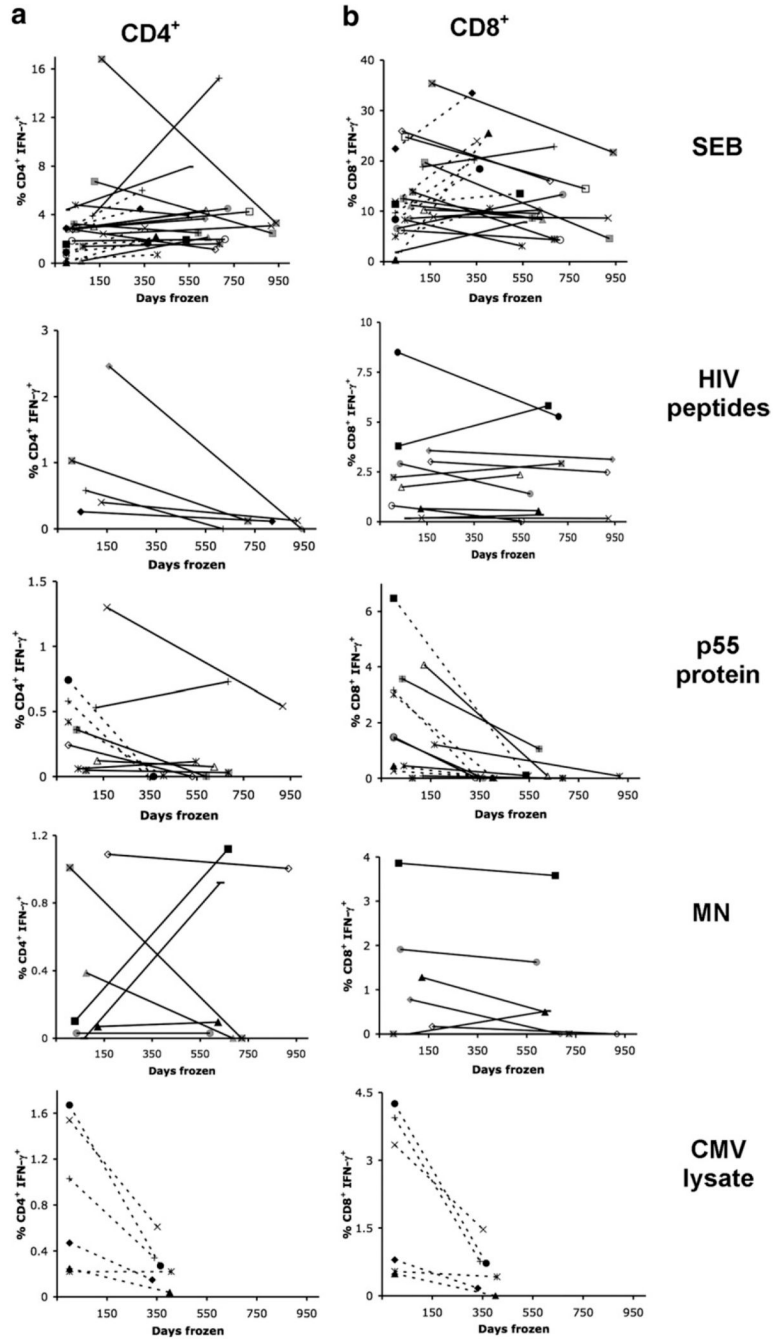 a
b
CD4+
CD8+
% CD4+ IFN-γ+
16
12
8
4
0
150 350 550 750 950
Days frozen
% CD8+ IFN-γ+
40
30
20
10
0
150 350 550 750 950
Days frozen
SEB
% CD4+ IFN-γ+
3
2
1
0
150 350 550 750 950
Days frozen
% CD8+ IFN-γ+
10
7.5
5
2.5
0
150 350 550 750 950
Days frozen
HIV
peptides
% CD4+ IFN-γ+
1.5
1
0.5
0
150 350 550 750 950
Days frozen
% CD8+ IFN-γ+
6
4
2
0
150 350 550 750 950
Days frozen
p55
protein
% CD4+ IFN-γ+
1.2
0.8
0.4
0
150 350 550 750 950
Days frozen
% CD8+ IFN-γ+
4
3
2
1
0
150 350 550 750 950
Days frozen
MN
% CD4+ IFN-γ+
1.6
1.2
0.8
0.4
0
150 350 550 750 950
Days frozen
% CD8+ IFN-γ+
4.5
3
1.5
0
150 350 550 750 950
Days frozen
CMV
lysate